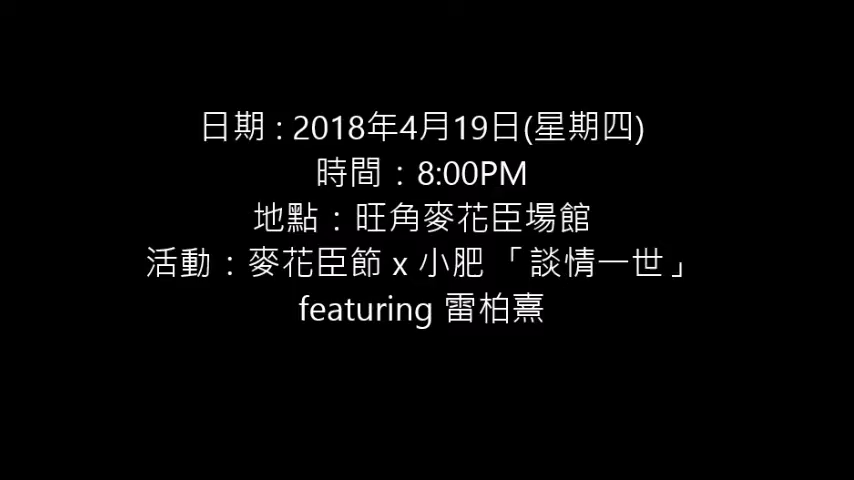 日期 : 2018年4月19日(星期四)
時間：8:00PM
地點：旺角麥花臣場館
活動：麥花臣節 x 小肥 「談情一世」
featuring 雷柏熹